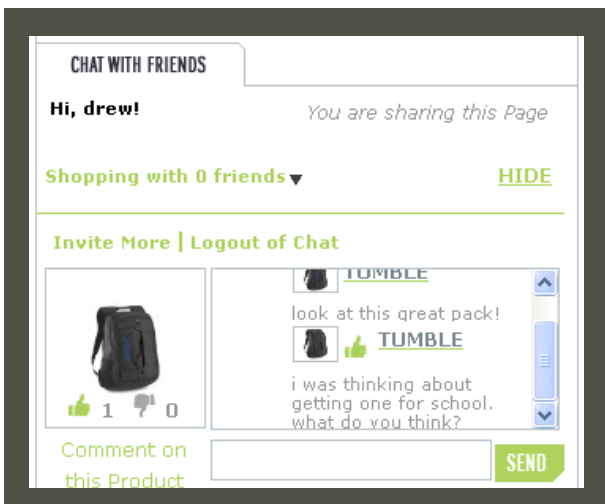 CHAT WITH FRIENDS
Hi, drew!
You are sharing this Page
Shopping with 0 friends
HIDE
Invite More | Logout of Chat
TUMBLE
look at this great pack!
TUMBLE
i was thinking about
getting one for school.
what do you think?
1 0
Comment on
this Product
SEND